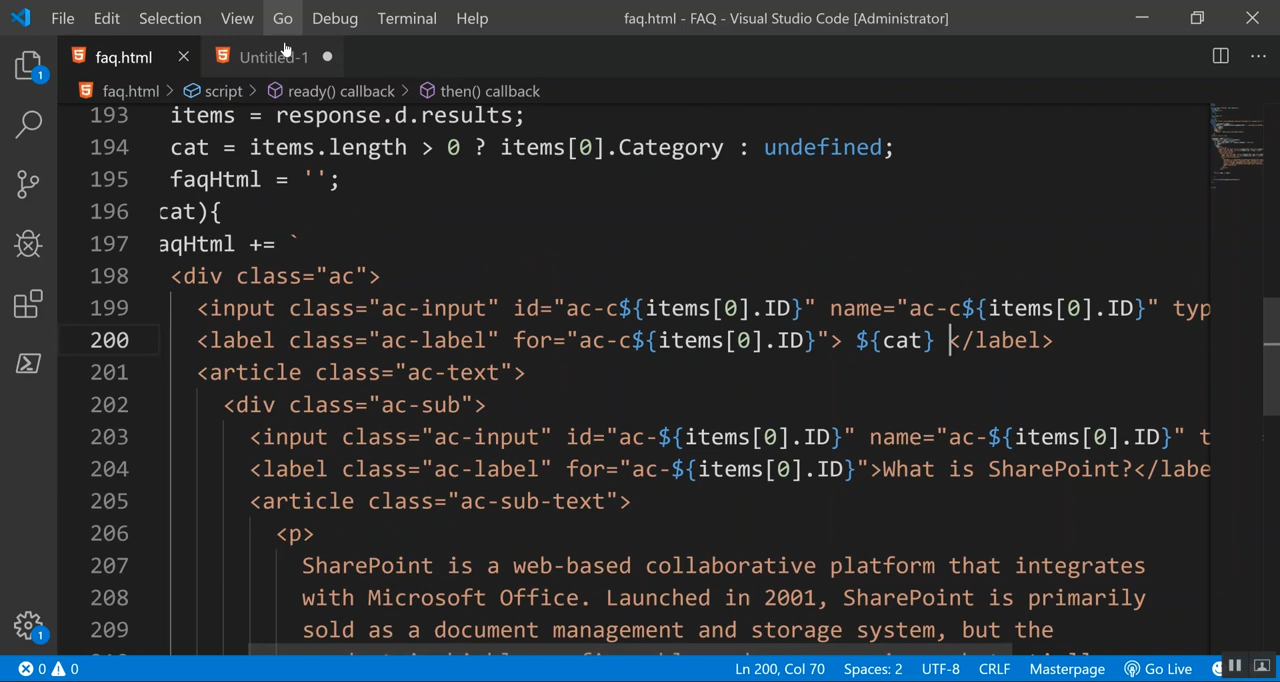 File Edit Selection View Go Debug Terminal Help faq.html - FAQ - Visual Studio Code [Administrator]
faq.html Untitled-1
1
faq.html > script > ready() callback > then() callback
193 items = response.d.results;
194 cat = items.length > 0 ? items[0].Category : undefined;
195 faqHtml = '';
196 cat){
197 aqHtml += `
198 <div class="ac">
199 <input class="ac-input" id="ac-c${items[0].ID}" name="ac-c${items[0].ID}" typ
200 <label class="ac-label" for="ac-c${items[0].ID}"> ${cat} </label>
201 <article class="ac-text">
202 <div class="ac-sub">
203 <input class="ac-input" id="ac-${items[0].ID}" name="ac-${items[0].ID}" t
204 <label class="ac-label" for="ac-${items[0].ID}">What is SharePoint?</labe
205 <article class="ac-sub-text">
206 <p>
207 SharePoint is a web-based collaborative platform that integrates
208 with Microsoft Office. Launched in 2001, SharePoint is primarily
209 sold as a document management and storage system, but the
1
0 0 Ln 200, Col 70 Spaces: 2 UTF-8 CRLF Masterpage Go Live